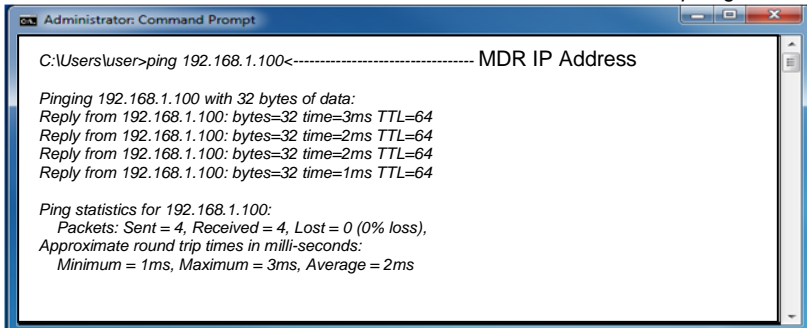 Administrator: Command Prompt
C:\Users\user>ping 192.168.1.100<---------------------------------- MDR IP Address
Pinging 192.168.1.100 with 32 bytes of data:
Reply from 192.168.1.100: bytes=32 time=3ms TTL=64
Reply from 192.168.1.100: bytes=32 time=2ms TTL=64
Reply from 192.168.1.100: bytes=32 time=2ms TTL=64
Reply from 192.168.1.100: bytes=32 time=1ms TTL=64
Ping statistics for 192.168.1.100:
Packets: Sent = 4, Received = 4, Lost = 0 (0% loss),
Approximate round trip times in milli-seconds:
Minimum = 1ms, Maximum = 3ms, Average = 2ms